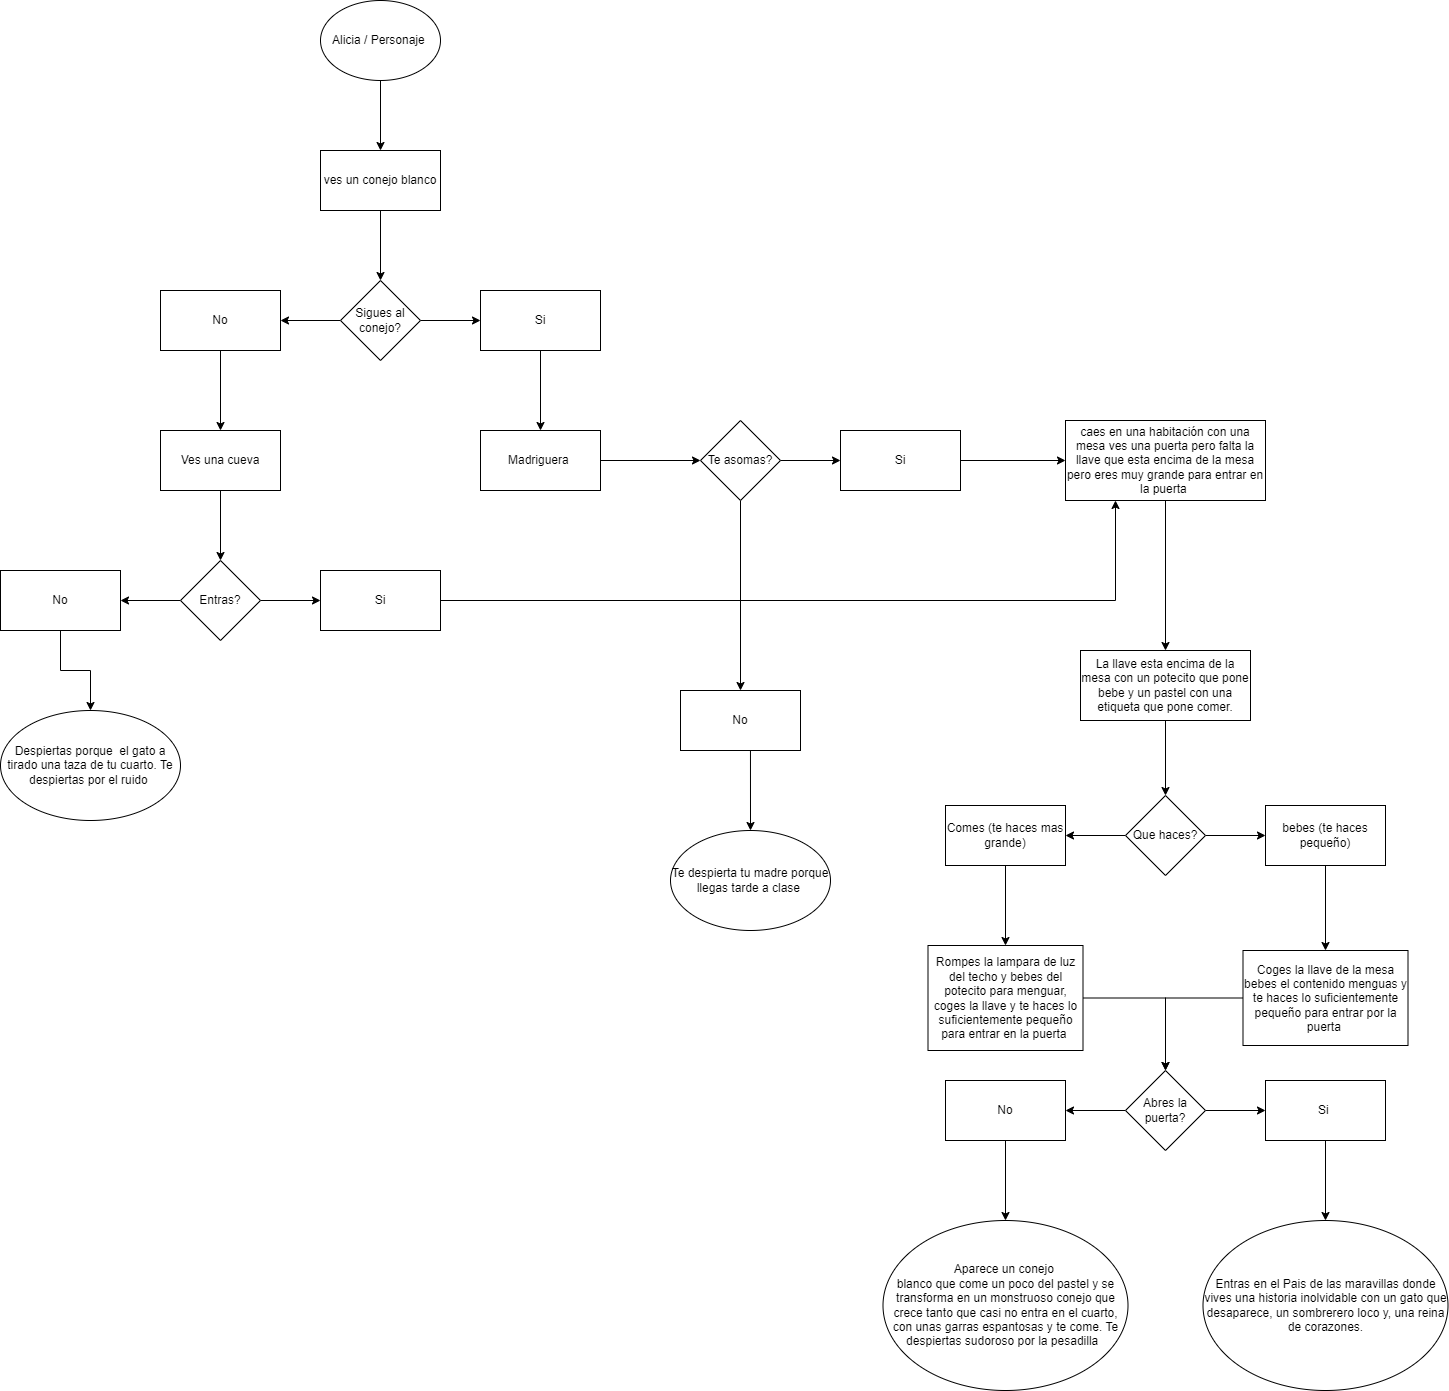 Alicia / Personaje
ves un conejo blanco
Sigues al
conejo?
No
Si
Ves una cueva
Madriguera
Te asomas?
Si
caes en una habitación con una
mesa ves una puerta pero falta la
llave que esta encima de la mesa
pero eres muy grande para entrar en
la puerta
No
Entras?
Si
Despiertas porque  el gato a
tirado una taza de tu cuarto. Te
despiertas por el ruido
No
Te despierta tu madre porque
llegas tarde a clase
La llave esta encima de la
mesa con un potecito que pone
bebe y un pastel con una
etiqueta que pone comer.
Comes (te haces mas
grande)
Que haces?
bebes (te haces
pequeño)
Rompes la lampara de luz
del techo y bebes del
potecito para menguar,
coges la llave y te haces lo
suficientemente pequeño
para entrar en la puerta
Coges la llave de la mesa
bebes el contenido menguas y
te haces lo suficientemente
pequeño para entrar por la
puerta
No
Abres la
puerta?
Si
Aparece un conejo
blanco que come un poco del pastel y se
transforma en un monstruoso conejo que
crece tanto que casi no entra en el cuarto,
con unas garras espantosas y te come. Te
despiertas sudoroso por la pesadilla
Entras en el Pais de las maravillas donde
vives una historia inolvidable con un gato que
desaparece, un sombrerero loco y, una reina
de corazones.